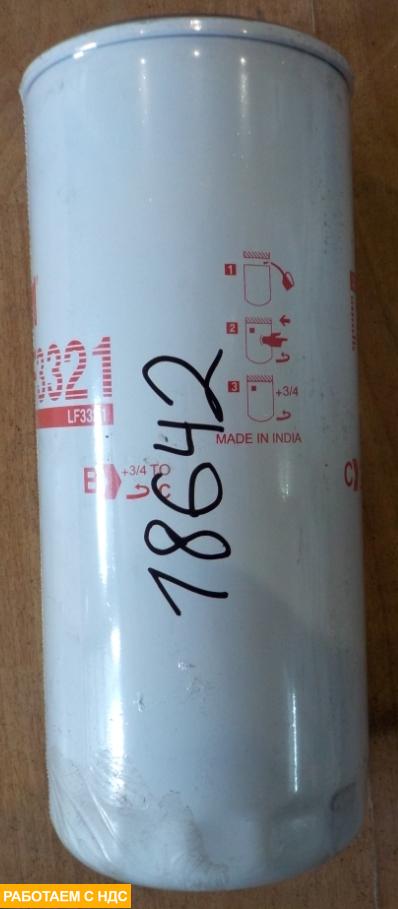 1
2
3 +3/4
3321
LF3321
MADE IN INDIA
B +3/4 TO
C
C
18642
РАБОТАЕМ С НДС